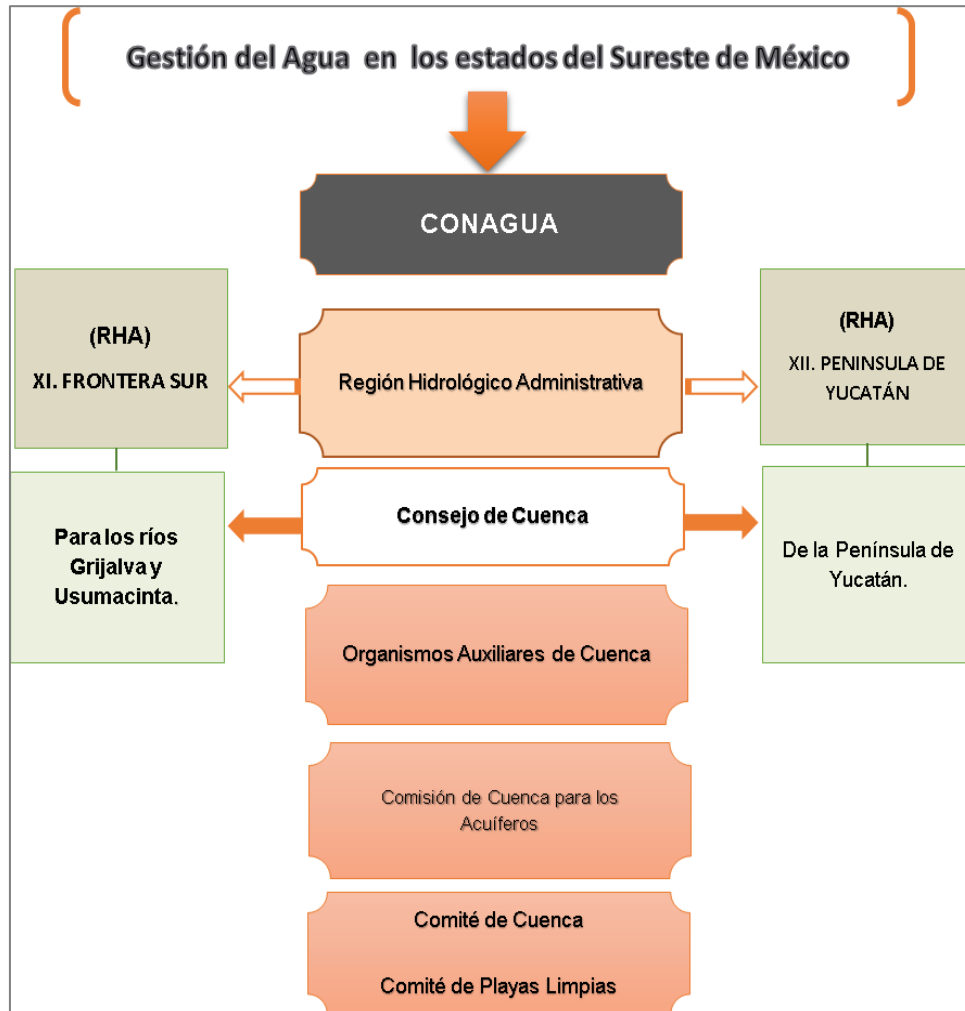 Gestión del Agua en los estados del Sureste de México
CONAGUA
(RHA)
XI. FRONTERA SUR
Región Hidrológico Administrativa
(RHA)
XII. PENINSULA DE
YUCATÁN
Para los ríos
Grijalva y
Usumacinta.
Consejo de Cuenca
De la Península de
Yucatán.
Organismos Auxiliares de Cuenca
Comisión de Cuenca para los
Acuíferos
Comité de Cuenca
Comité de Playas Limpias